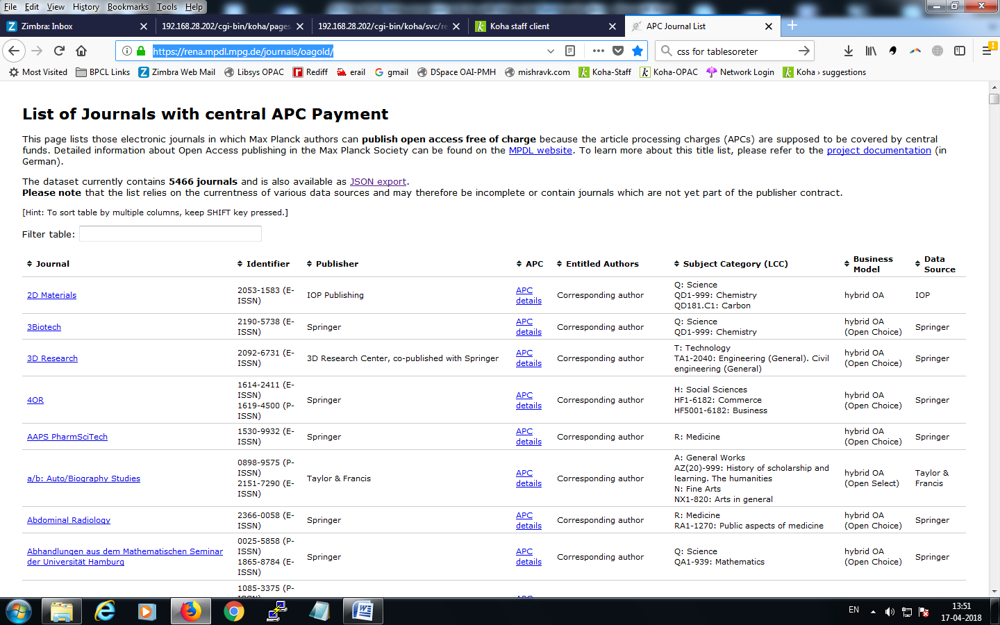 File Edit View History Bookmarks Tools Help
Zimbra: Inbox
192.168.28.202/cgi-bin/koha/pages
192.168.28.202/cgi-bin/koha/svc/re
Koha staff client
APC Journal List
https://rena.mpdl.mpg.de/journals/oagold/
css for tablesoreter
Most Visited BPCL Links Zimbra Web Mail Libsys OPAC Rediff erail gmail DSpace OAI-PMH mishravk.com Koha-Staff Koha-OPAC Network Login Koha › suggestions
List of Journals with central APC Payment
This page lists those electronic journals in which Max Planck authors can publish open access free of charge because the article processing charges (APCs) are supposed to be covered by central
funds. Detailed information about Open Access publishing in the Max Planck Society can be found on the MPDL website. To learn more about this title list, please refer to the project documentation (in
German).
The dataset currently contains 5466 journals and is also available as JSON export.
Please note that the list relies on the currentness of various data sources and may therefore be incomplete or contain journals which are not yet part of the publisher contract.
[Hint: To sort table by multiple columns, keep SHIFT key pressed.]
Filter table:
Journal Identifier Publisher APC Entitled Authors Subject Category (LCC) Business Model Data Source
2D Materials
2053-1583 (E-
ISSN)
IOP Publishing
APC
details
Corresponding author
Q: Science
QD1-999: Chemistry
QD181.C1: Carbon
hybrid OA
IOP
3Biotech
2190-5738 (E-
ISSN)
Springer
APC
details
Corresponding author
Q: Science
QD1-999: Chemistry
hybrid OA
(Open Choice)
Springer
3D Research
2092-6731 (E-
ISSN)
3D Research Center, co-published with Springer
APC
details
Corresponding author
T: Technology
TA1-2040: Engineering (General). Civil
engineering (General)
hybrid OA
(Open Choice)
Springer
4OR
1614-2411 (E-
ISSN)
1619-4500 (P-
ISSN)
Springer
APC
details
Corresponding author
H: Social Sciences
HF1-6182: Commerce
HF5001-6182: Business
hybrid OA
(Open Choice)
Springer
AAPS PharmSciTech
1530-9932 (E-
ISSN)
Springer
APC
details
Corresponding author
R: Medicine
hybrid OA
(Open Choice)
Springer
a/b: Auto/Biography Studies
0898-9575 (P-
ISSN)
2151-7290 (E-
ISSN)
Taylor & Francis
APC
details
Corresponding author
A: General Works
AZ(20)-999: History of scholarship and
learning. The humanities
N: Fine Arts
NX1-820: Arts in general
hybrid OA
(Open Select)
Taylor &
Francis
Abdominal Radiology
2366-0058 (E-
ISSN)
Springer
APC
details
Corresponding author
R: Medicine
RA1-1270: Public aspects of medicine
hybrid OA
(Open Choice)
Springer
Abhandlungen aus dem Mathematischen Seminar
der Universität Hamburg
0025-5858 (P-
ISSN)
1865-8784 (E-
ISSN)
Springer
APC
details
Corresponding author
Q: Science
QA1-939: Mathematics
hybrid OA
(Open Choice)
Springer
1085-3375 (P-
EN
13:51
17-04-2018